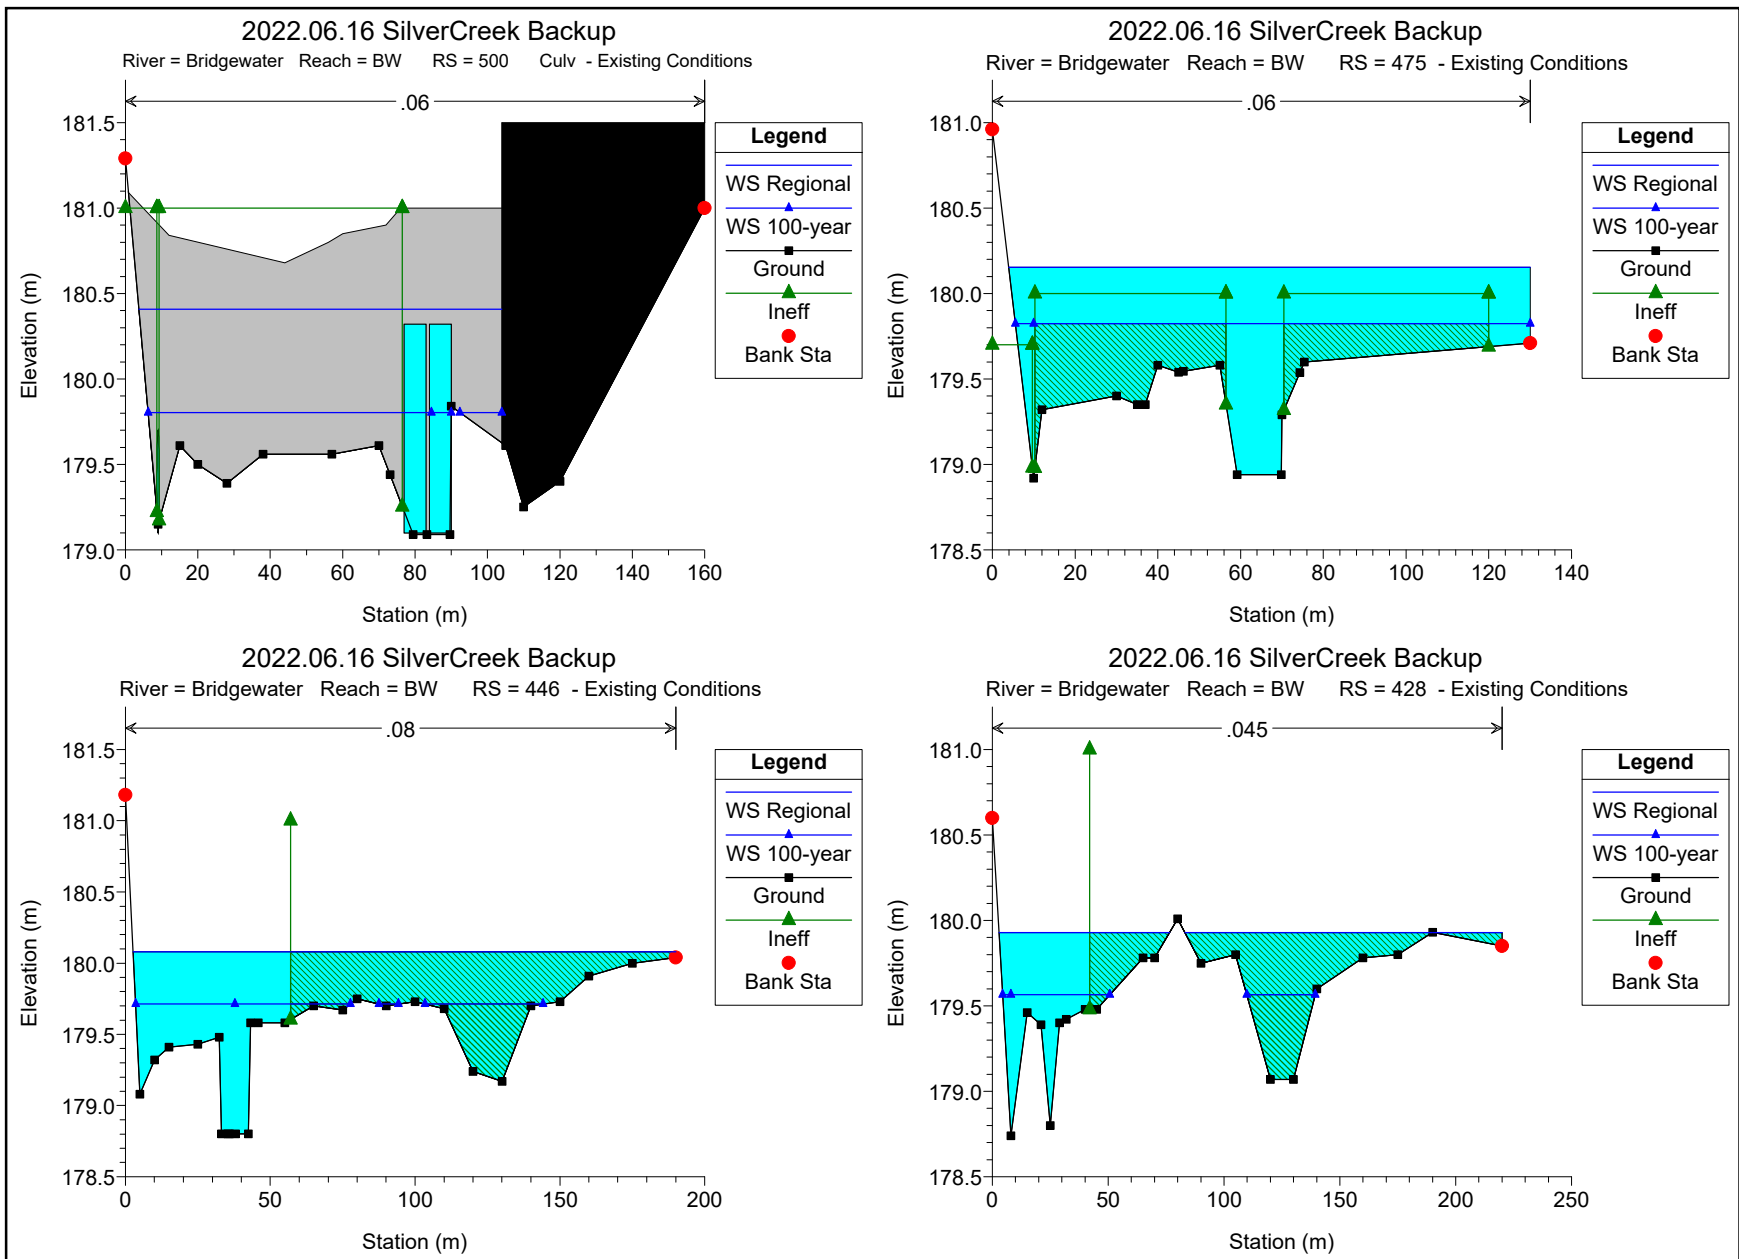 2022.06.16 SilverCreek Backup
River = Bridgewater Reach = BW RS = 500 Culv - Existing Conditions
.06
181.5
181.0
180.5
180.0
179.5
179.0
Elevation (m)
0 20 40 60 80 100 120 140 160
Station (m)
Legend
WS Regional
WS 100-year
Ground
Ineff
Bank Sta
2022.06.16 SilverCreek Backup
River = Bridgewater Reach = BW RS = 475 - Existing Conditions
.06
181.0
180.5
180.0
179.5
179.0
178.5
Elevation (m)
0 20 40 60 80 100 120 140
Station (m)
Legend
WS Regional
WS 100-year
Ground
Ineff
Bank Sta
2022.06.16 SilverCreek Backup
River = Bridgewater Reach = BW RS = 446 - Existing Conditions
.08
181.5
181.0
180.5
180.0
179.5
179.0
178.5
Elevation (m)
0 50 100 150 200
Station (m)
Legend
WS Regional
WS 100-year
Ground
Ineff
Bank Sta
2022.06.16 SilverCreek Backup
River = Bridgewater Reach = BW RS = 428 - Existing Conditions
.045
181.0
180.5
180.0
179.5
179.0
178.5
Elevation (m)
0 50 100 150 200 250
Station (m)
Legend
WS Regional
WS 100-year
Ground
Ineff
Bank Sta